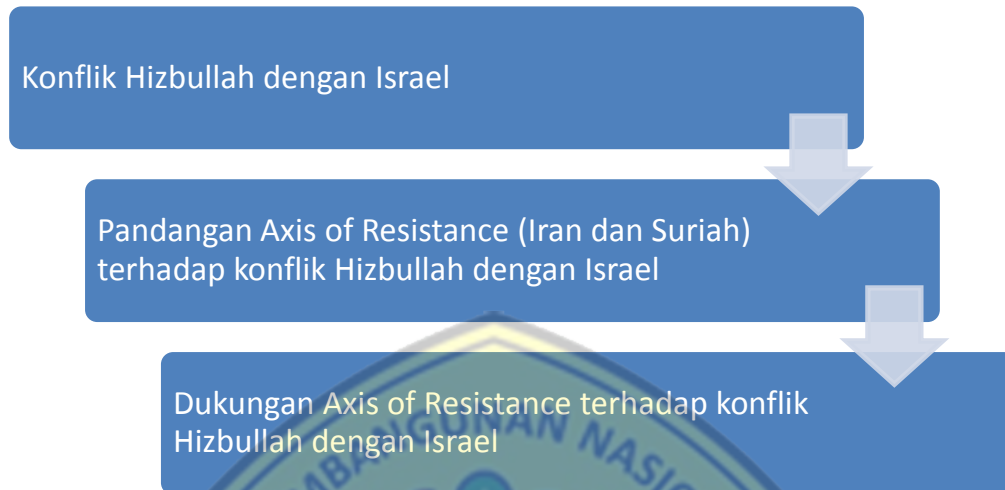 Konflik Hizbullah dengan Israel
Pandangan Axis of Resistance (Iran dan Suriah)
terhadap konflik Hizbullah dengan Israel
Dukungan Axis of Resistance terhadap konflik
Hizbullah dengan Israel